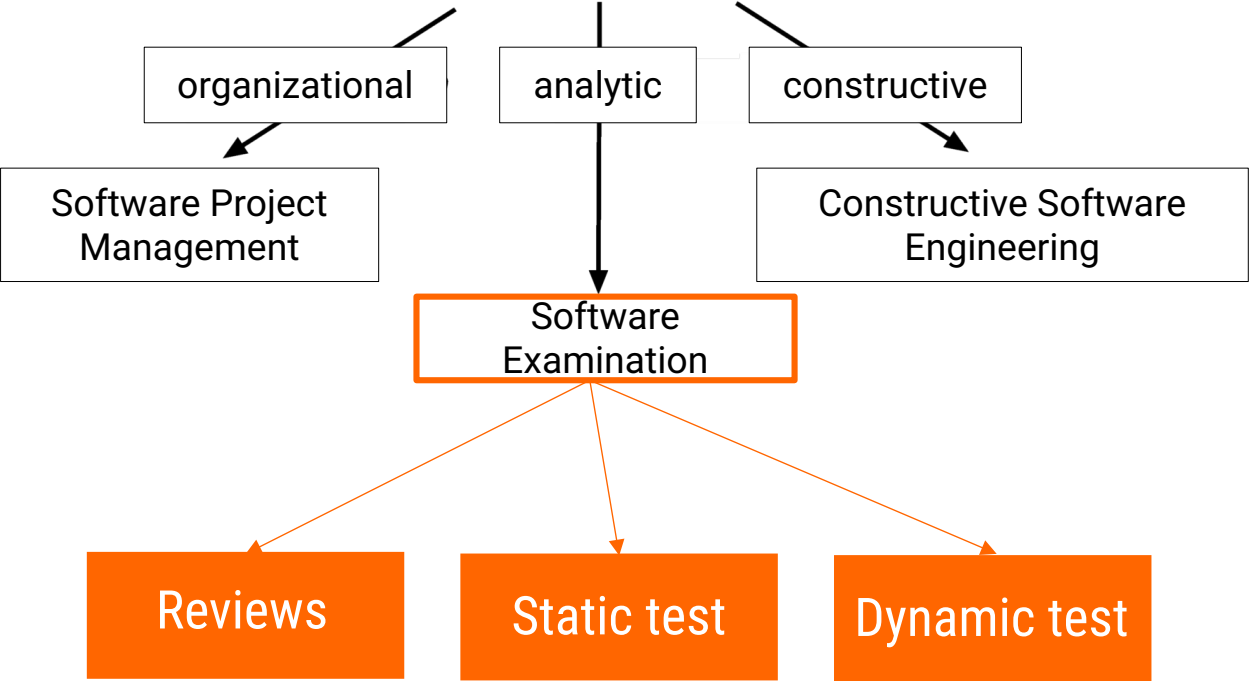 organizational
analytic
constructive
Software Project
Management
Constructive Software
Engineering
Software
Examination
Reviews
Static test
Dynamic test